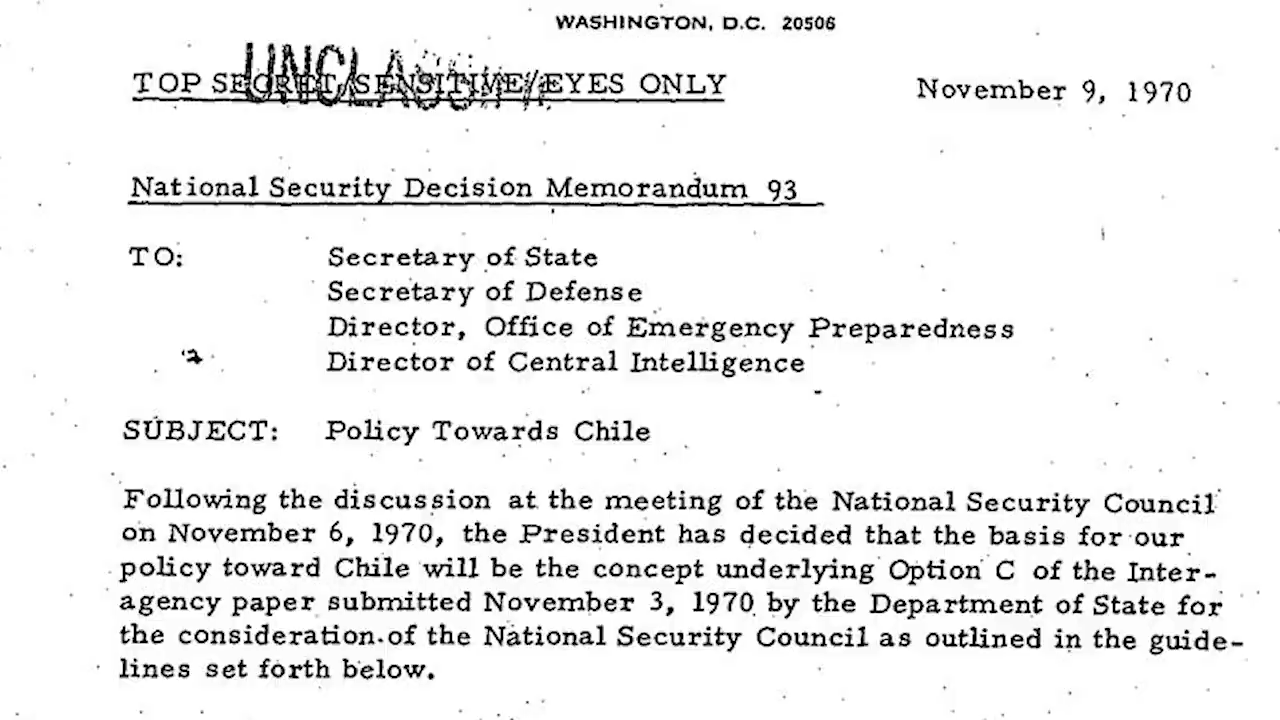 WASHINGTON, D.C. 20506
UNCLASSIFIED
TOP SECRET/SENSITIVE/EYES ONLY
November 9, 1970
National Security Decision Memorandum 93
TO:
Secretary of State
Secretary of Defense
Director, Office of Emergency Preparedness
Director of Central Intelligence
SUBJECT: Policy Towards Chile
Following the discussion at the meeting of the National Security Council
on November 6, 1970, the President has decided that the basis for our
policy toward Chile will be the concept underlying Option C of the Inter-
agency paper submitted November 3, 1970 by the Department of State for
the consideration of the National Security Council as outlined in the guide-
lines set forth below.